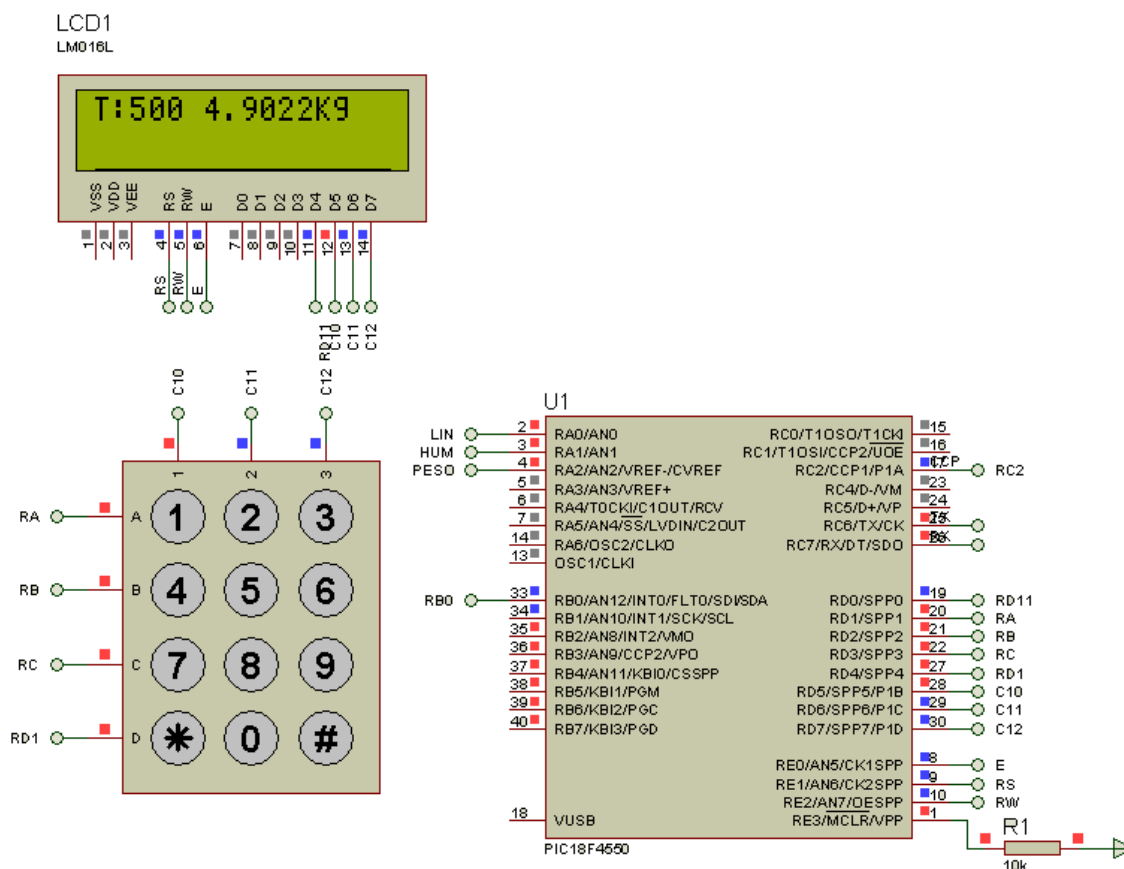 LCD1
LM016L
T:500 4.9022Kg
VSS VDD VEE RS RW E D0 D1 D2 D3 D4 D5 D6 D7
1 2 3 4 5 6 7 8 9 10 11 12 13 14
RS RW E RD11 C10 C11 C12
C10 C11 C12
1 2 3
RA A 1 2 3
RB B 4 5 6
RC C 7 8 9
RD1 D * 0 #
U1
LIN 2 RA0/AN0 RC0/T1OSO/T1CKI 15
HUM 3 RA1/AN1 RC1/T1OSI/CCP2/UOE 16
PESO 4 RA2/AN2/VREF-/CVREF RC2/CCP1/P1A 17 CCP RC2
5 RA3/AN3/VREF+ RC4/D-/VM 23
6 RA4/T0CKI/C1OUT/RCV RC5/D+/VP 24
7 RA5/AN4/SS/LVDIN/C2OUT RC6/TX/CK 25 TX
14 RA6/OSC2/CLKO RC7/RX/DT/SDO 26 RX
13 OSC1/CLKI
RB0 33 RB0/AN12/INT0/FLT0/SDI/SDA RD0/SPP0 19 RD11
34 RB1/AN10/INT1/SCK/SCL RD1/SPP1 20 RA
35 RB2/AN8/INT2/VMO RD2/SPP2 21 RB
36 RB3/AN9/CCP2/VPO RD3/SPP3 22 RC
37 RB4/AN11/KBI0/CSSPP RD4/SPP4 27 RD1
38 RB5/KBI1/PGM RD5/SPP5/P1B 28 C10
39 RB6/KBI2/PGC RD6/SPP6/P1C 29 C11
40 RB7/KBI3/PGD RD7/SPP7/P1D 30 C12
RE0/AN5/CK1SPP 8 E
RE1/AN6/CK2SPP 9 RS
RE2/AN7/OESPP 10 RW
18 VUSB RE3/MCLR/VPP 1
R1
PIC18F4550
10k